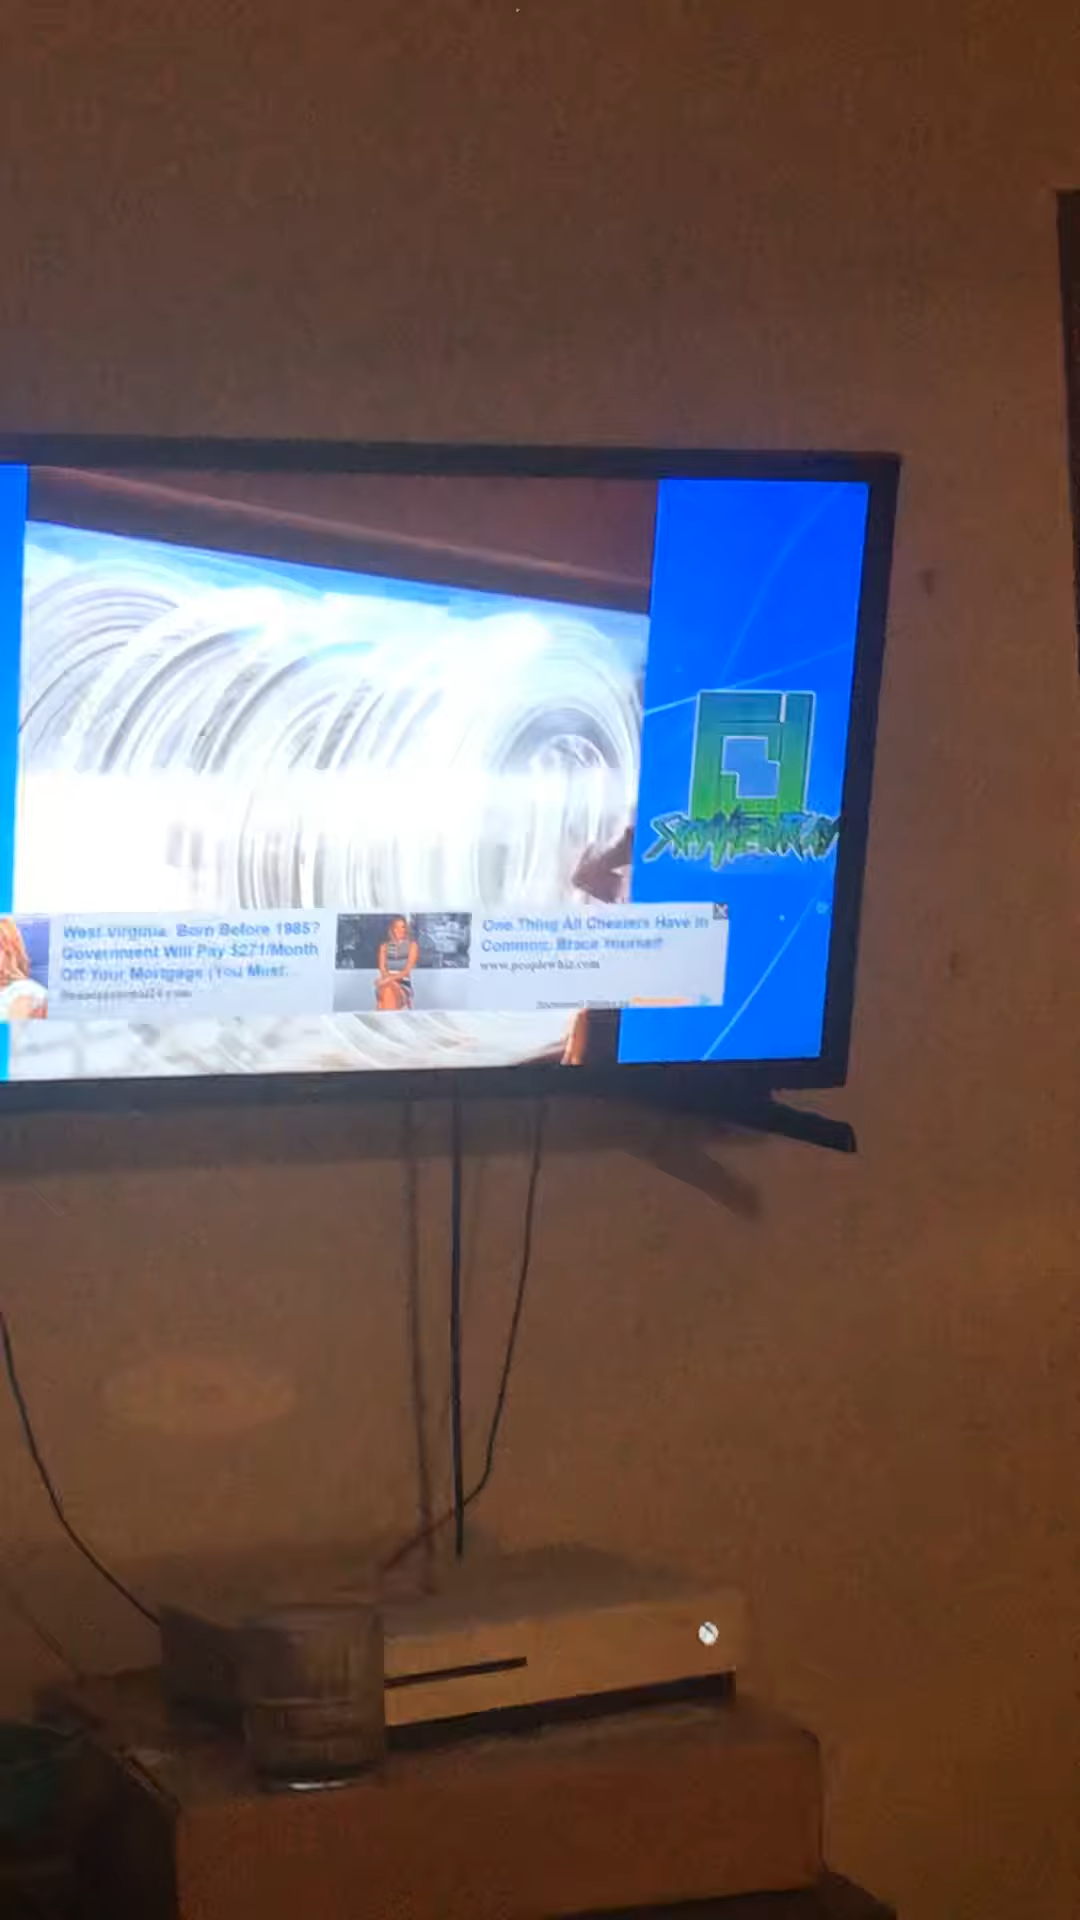 West Virginia: Born Before 1985?
Government Will Pay $271/Month
Off Your Mortgage (You Must...
One Thing All Cheaters Have in
Common: Brace Yourself
www.peoplewhiz.com